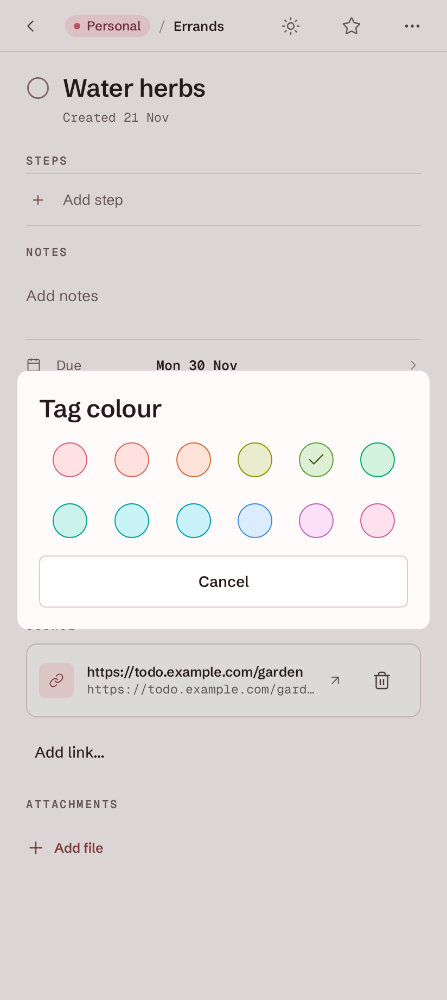 Personal / Errands
Water herbs
Created 21 Nov
STEPS
Add step
NOTES
Add notes
Due Mon 30 Nov
Tag colour
Cancel
https://todo.example.com/garden
https://todo.example.com/gard…
Add link…
ATTACHMENTS
Add file